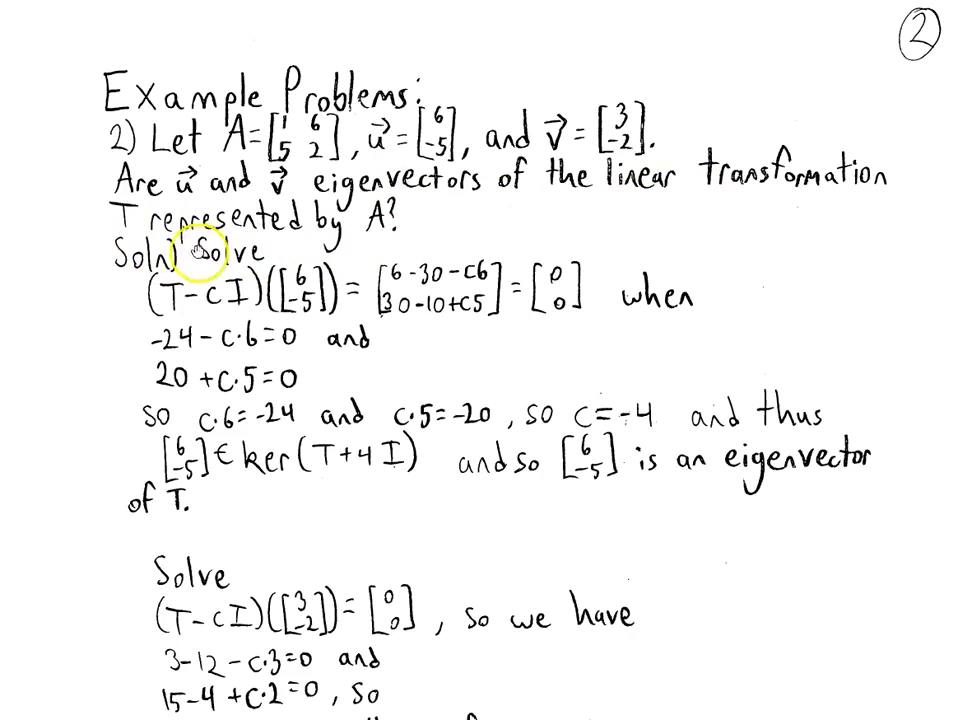 2
Example Problems:
2) Let A = [1 6; 5 2], u⃗ = [6; -5], and v⃗ = [3; -2].
Are u⃗ and v⃗ eigenvectors of the linear transformation
T represented by A?
Soln) Solve
(T-cI)([6; -5]) = [6-30-c6; 30-10+c5] = [0; 0] when
-24-c·6=0 and
20+c·5=0
so c·6=-24 and c·5=-20, so c=-4 and thus
[6; -5] ∈ ker(T+4I) and so [6; -5] is an eigenvector
of T.
Solve
(T-cI)([3; -2]) = [0; 0], so we have
3-12-c·3=0 and
15-4+c·2=0, so